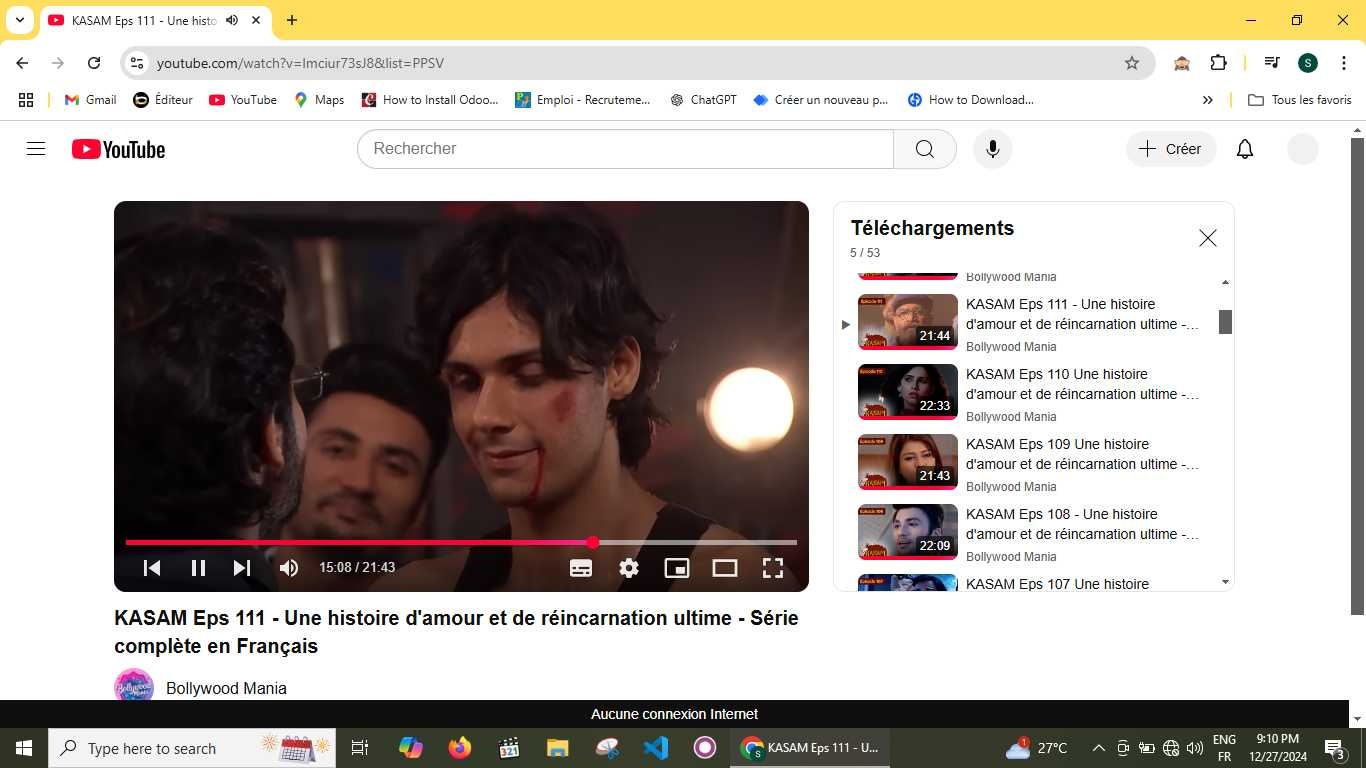 KASAM Eps 111 - Une histo
youtube.com/watch?v=Imciur73sJ8&list=PPSV
S
Gmail
Éditeur
YouTube
Maps
How to Install Odoo...
Emploi - Recruteme...
ChatGPT
Créer un nouveau p...
How to Download...
Tous les favoris
YouTube
Rechercher
Créer
Téléchargements
5 / 53
Bollywood Mania
KASAM Eps 111 - Une histoire
d'amour et de réincarnation ultime -...
Bollywood Mania
21:44
KASAM Eps 110 Une histoire
d'amour et de réincarnation ultime -...
Bollywood Mania
22:33
KASAM Eps 109 Une histoire
d'amour et de réincarnation ultime -...
Bollywood Mania
21:43
KASAM Eps 108 - Une histoire
d'amour et de réincarnation ultime -...
Bollywood Mania
22:09
KASAM Eps 107 Une histoire
15:08 / 21:43
KASAM Eps 111 - Une histoire d'amour et de réincarnation ultime - Série
complète en Français
Bollywood Mania
Aucune connexion Internet
Type here to search
321
KASAM Eps 111 - U...
1
27°C
ENG
FR
9:10 PM
12/27/2024
3